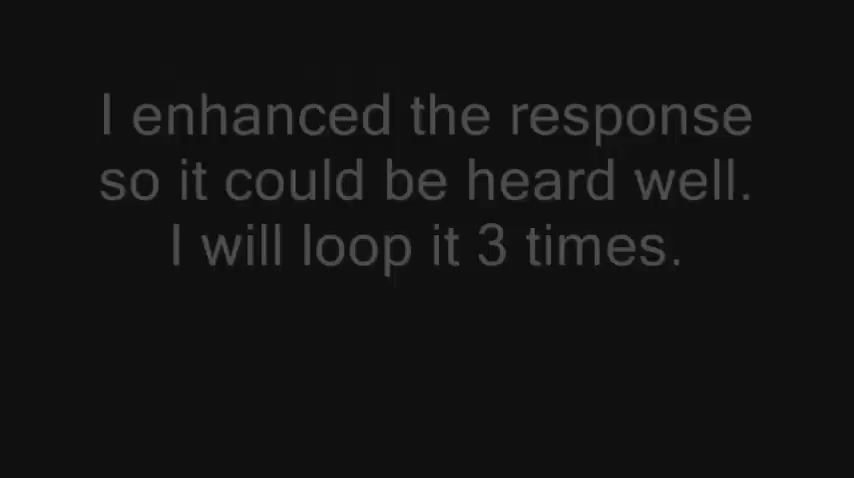 I enhanced the response
so it could be heard well.
I will loop it 3 times.